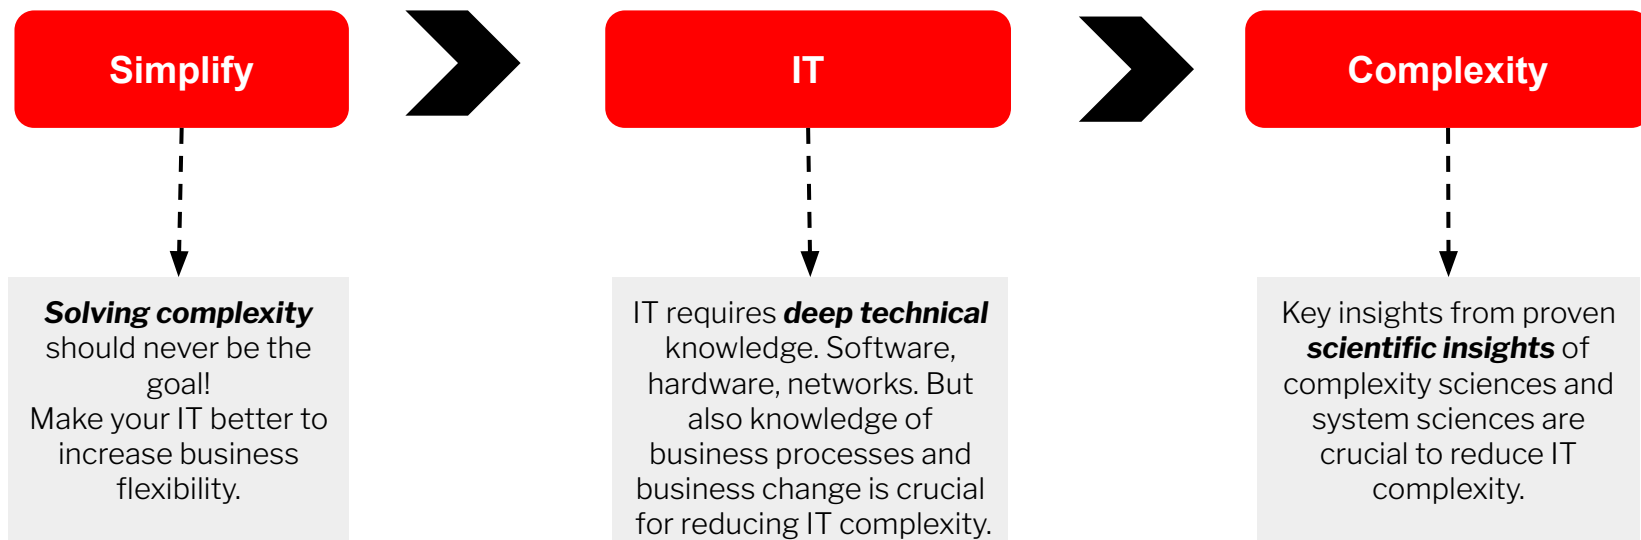 Simplify
IT
Complexity
Solving complexity
should never be the
goal!
Make your IT better to
increase business
flexibility.
IT requires deep technical
knowledge. Software,
hardware, networks. But
also knowledge of
business processes and
business change is crucial
for reducing IT complexity.
Key insights from proven
scientific insights of
complexity sciences and
system sciences are
crucial to reduce IT
complexity.